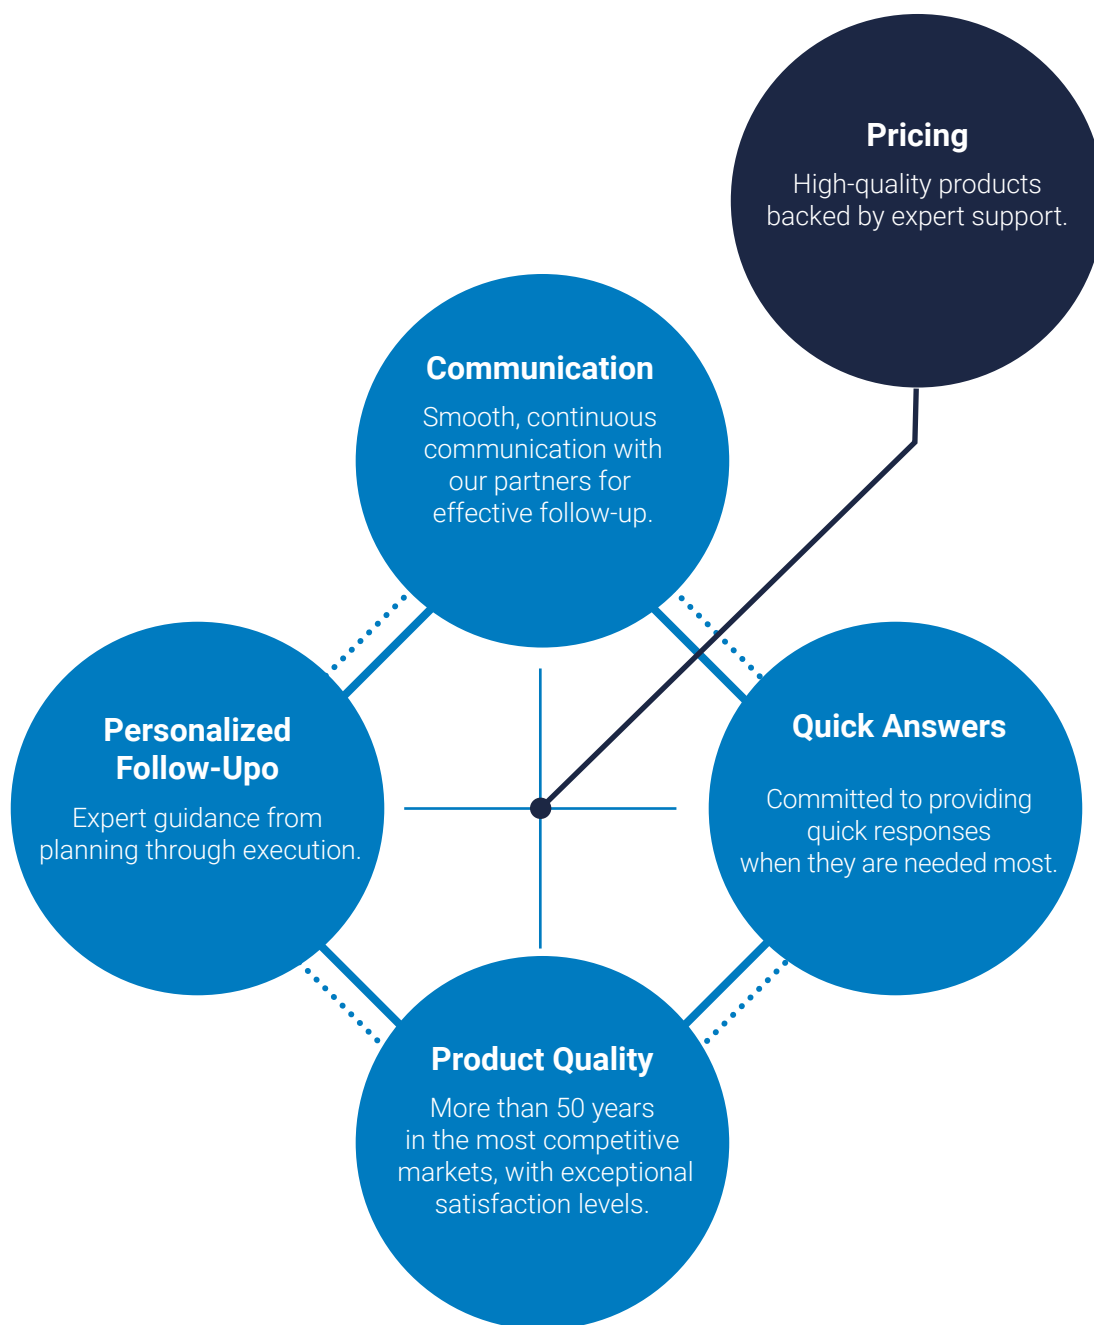 Pricing
High-quality products
backed by expert support.
Communication
Smooth, continuous
communication with
our partners for
effective follow-up.
Personalized
Follow-Upo
Expert guidance from
planning through execution.
Quick Answers
Committed to providing
quick responses
when they are needed most.
Product Quality
More than 50 years
in the most competitive
markets, with exceptional
satisfaction levels.